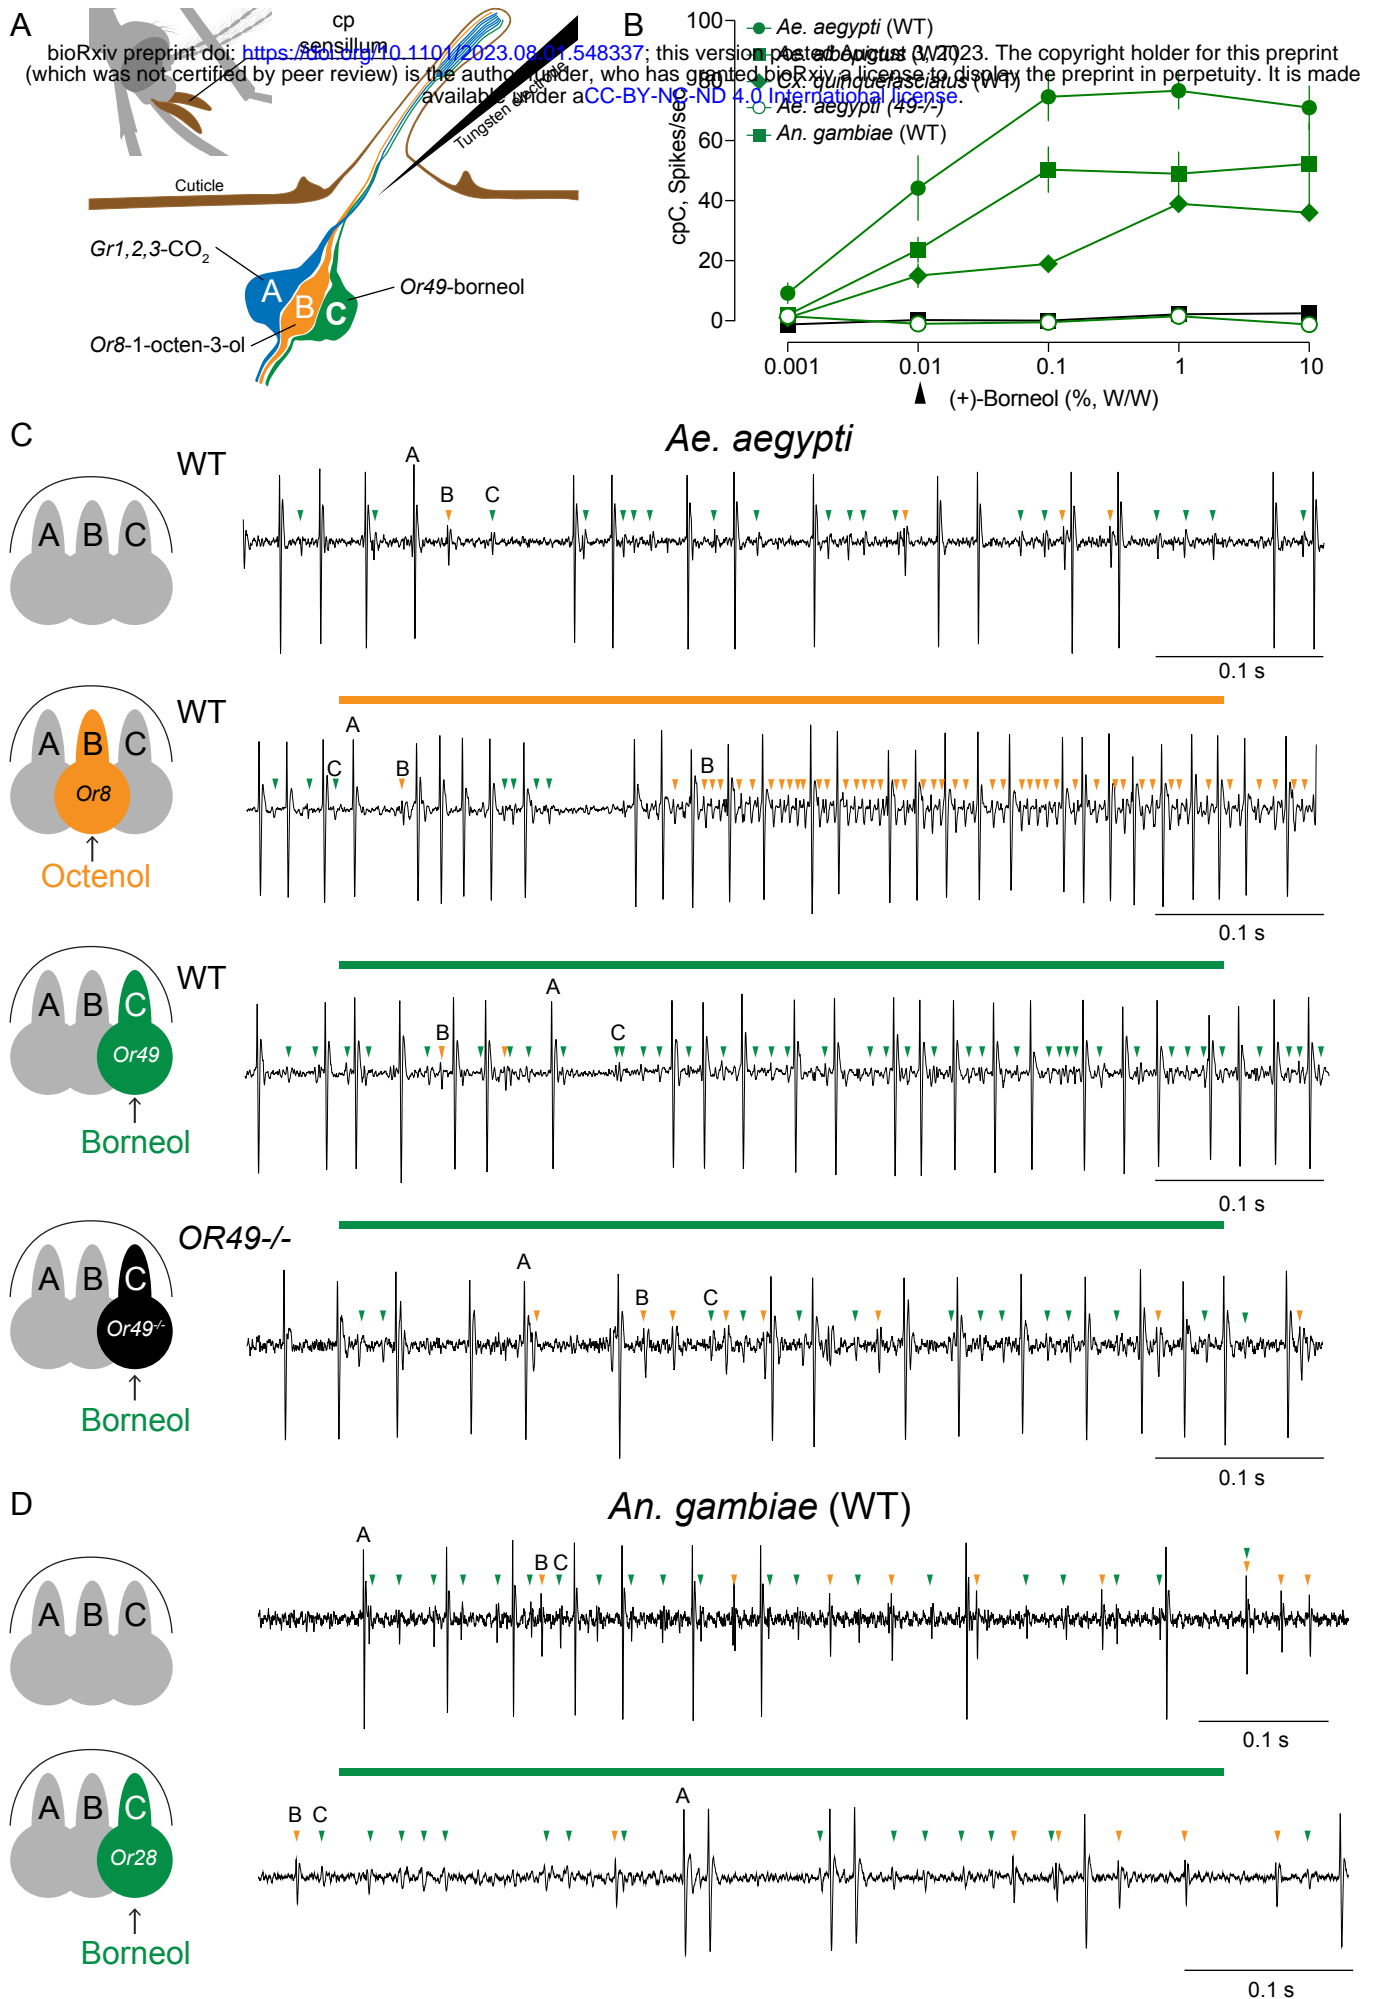 A
cp
sensillum
Tungsten electrode
Cuticle
Gr1,2,3-CO2
A
B
C
Or49-borneol
Or8-1-octen-3-ol
bioRxiv preprint doi: https://doi.org/10.1101/2023.08.01.548337; this version posted August 3, 2023. The copyright holder for this preprint
(which was not certified by peer review) is the author/funder, who has granted bioRxiv a license to display the preprint in perpetuity. It is made
available under aCC-BY-NC-ND 4.0 International license.
B
100
80
60
40
20
0
cpC, Spikes/sec
Ae. aegypti (WT)
Ae. albopictus (WT)
Cx. quinquefasciatus (WT)
Ae. aegypti (49-/-)
An. gambiae (WT)
0.001 0.01 0.1 1 10
(+)-Borneol (%, W/W)
C
Ae. aegypti
WT
A B C
A
B
C
0.1 s
WT
A B C
Or8
Octenol
C
A
B
B
0.1 s
WT
A B C
Or49
Borneol
B
A
C
0.1 s
OR49-/-
A B C
Or49-/-
Borneol
A
B
C
0.1 s
D
An. gambiae (WT)
A B C
A
B C
0.1 s
A B C
Or28
Borneol
B C
A
0.1 s